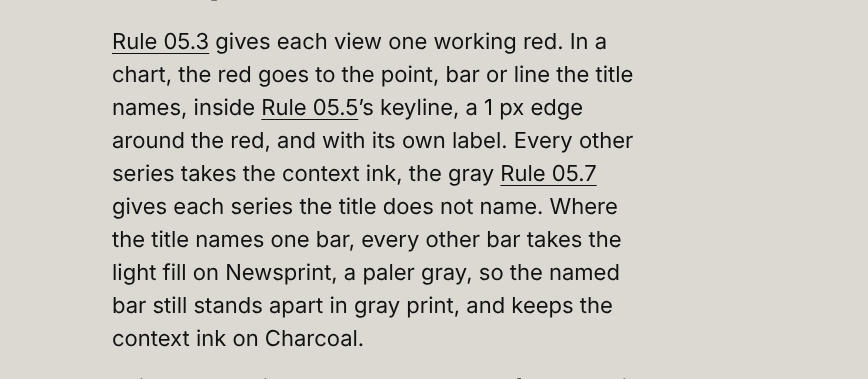 Rule 05.3 gives each view one working red. In a
chart, the red goes to the point, bar or line the title
names, inside Rule 05.5’s keyline, a 1 px edge
around the red, and with its own label. Every other
series takes the context ink, the gray Rule 05.7
gives each series the title does not name. Where
the title names one bar, every other bar takes the
light fill on Newsprint, a paler gray, so the named
bar still stands apart in gray print, and keeps the
context ink on Charcoal.